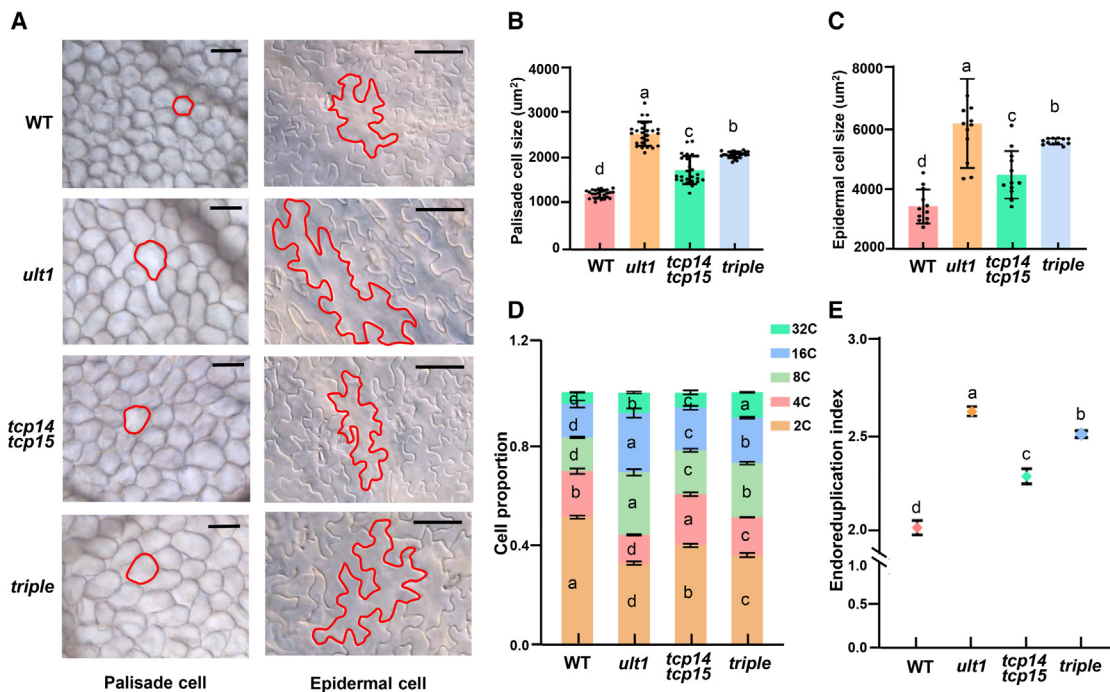 A
WT
ult1
tcp14
tcp15
triple
Palisade cell
Epidermal cell
B
Palisade cell size (um²)
4000
3000
2000
1000
0
d
a
c
b
WT
ult1
tcp14
tcp15
triple
C
Epidermal cell size (um²)
8000
6000
4000
2000
d
a
c
b
WT
ult1
tcp14
tcp15
triple
D
Cell proportion
1.2
0.8
0.4
0.0
32C
16C
8C
4C
2C
d
d
b
a
b
a
a
d
d
c
c
c
a
b
a
b
b
c
c
WT
ult1
tcp14
tcp15
triple
E
Endoreduplication index
3.0
2.5
2.0
1.0
0.5
0.0
d
a
c
b
WT
ult1
tcp14
tcp15
triple